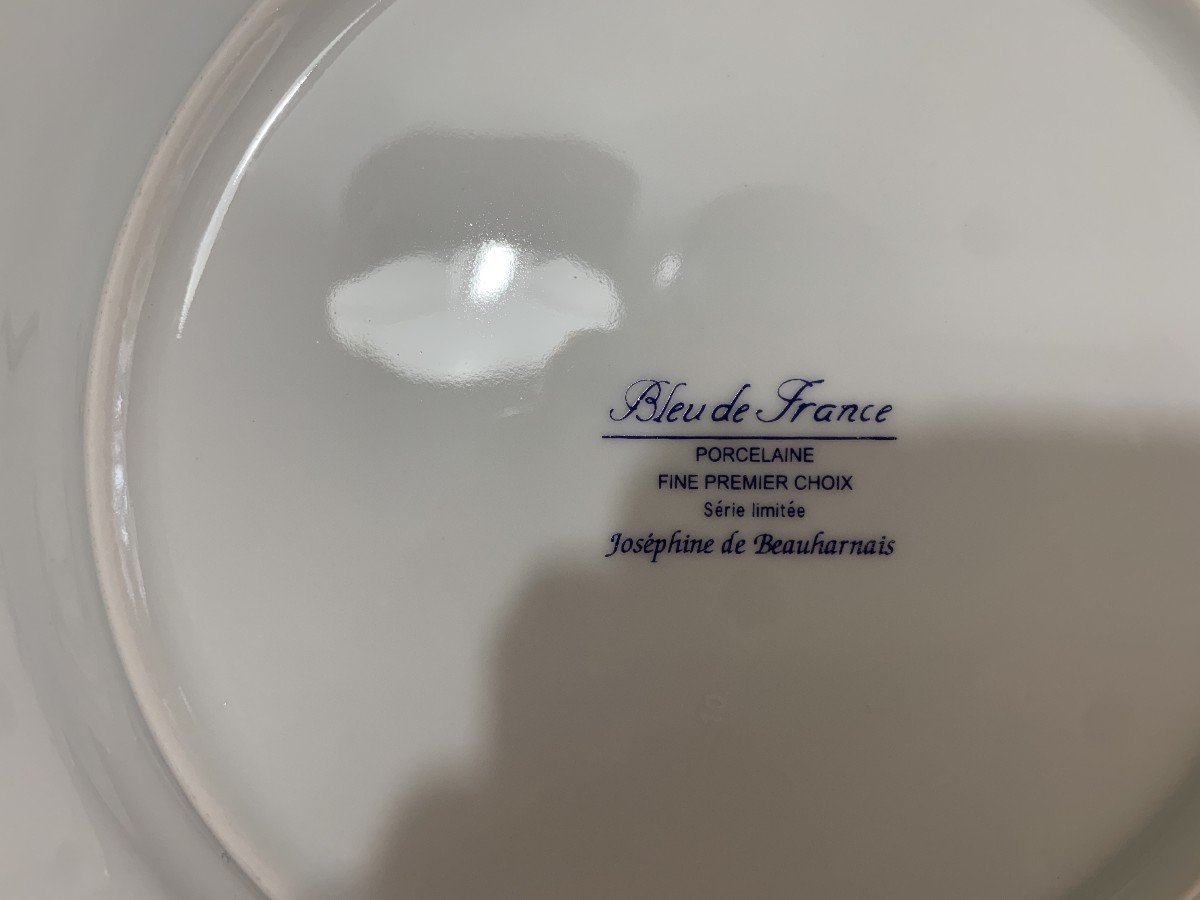 Bleu de France
PORCELAINE
FINE PREMIER CHOIX
Série limitée
Joséphine de Beauharnais